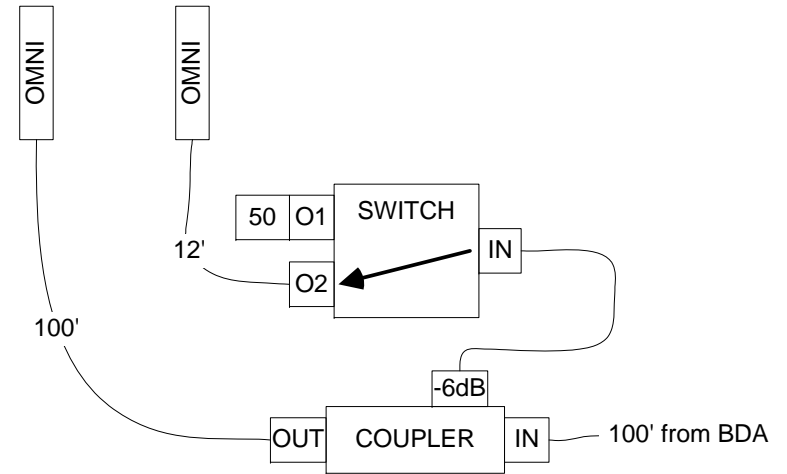 OMNI
OMNI
50
O1
SWITCH
IN
12'
O2
100'
-6dB
OUT
COUPLER
IN
100' from BDA